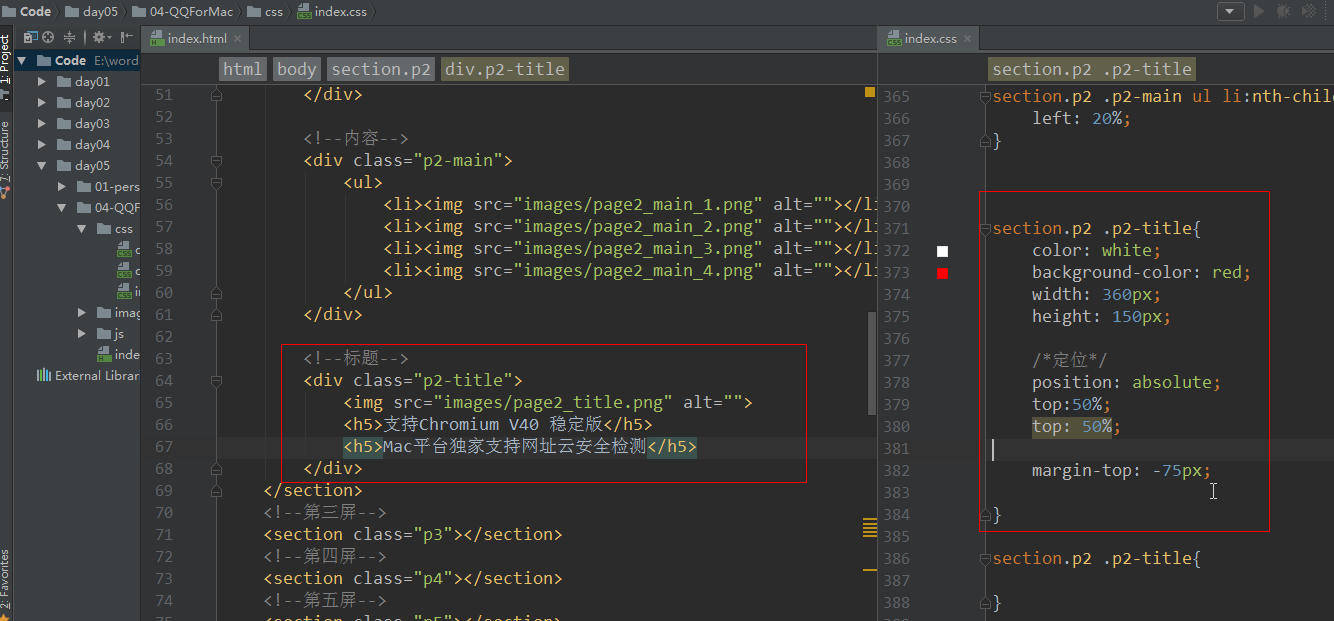 Code
day05
04-QQForMac
css
index.css
1: Project
7: Structure
2: Favorites
Code E:\word
day01
day02
day03
day04
day05
01-pers
04-QQF
css
imag
js
inde
External Librar
index.html
html
body
section.p2
div.p2-title
51 </div>
52
53 <!--内容-->
54 <div class="p2-main">
55 <ul>
56 <li><img src="images/page2_main_1.png" alt=""></li
57 <li><img src="images/page2_main_2.png" alt=""></li
58 <li><img src="images/page2_main_3.png" alt=""></li
59 <li><img src="images/page2_main_4.png" alt=""></li
60 </ul>
61 </div>
62
63 <!--标题-->
64 <div class="p2-title">
65 <img src="images/page2_title.png" alt="">
66 <h5>支持Chromium V40 稳定版</h5>
67 <h5>Mac平台独家支持网址云安全检测</h5>
68 </div>
69 </section>
70 <!--第三屏-->
71 <section class="p3"></section>
72 <!--第四屏-->
73 <section class="p4"></section>
74 <!--第五屏-->
75 <section class="p5"></section>
index.css
section.p2 .p2-title
365 section.p2 .p2-main ul li:nth-chil
366 left: 20%;
367 }
368
369
370
371 section.p2 .p2-title{
372 color: white;
373 background-color: red;
374 width: 360px;
375 height: 150px;
376
377 /*定位*/
378 position: absolute;
379 top:50%;
380 top: 50%;
381
382 margin-top: -75px;
383
384 }
385
386 section.p2 .p2-title{
387
388 }